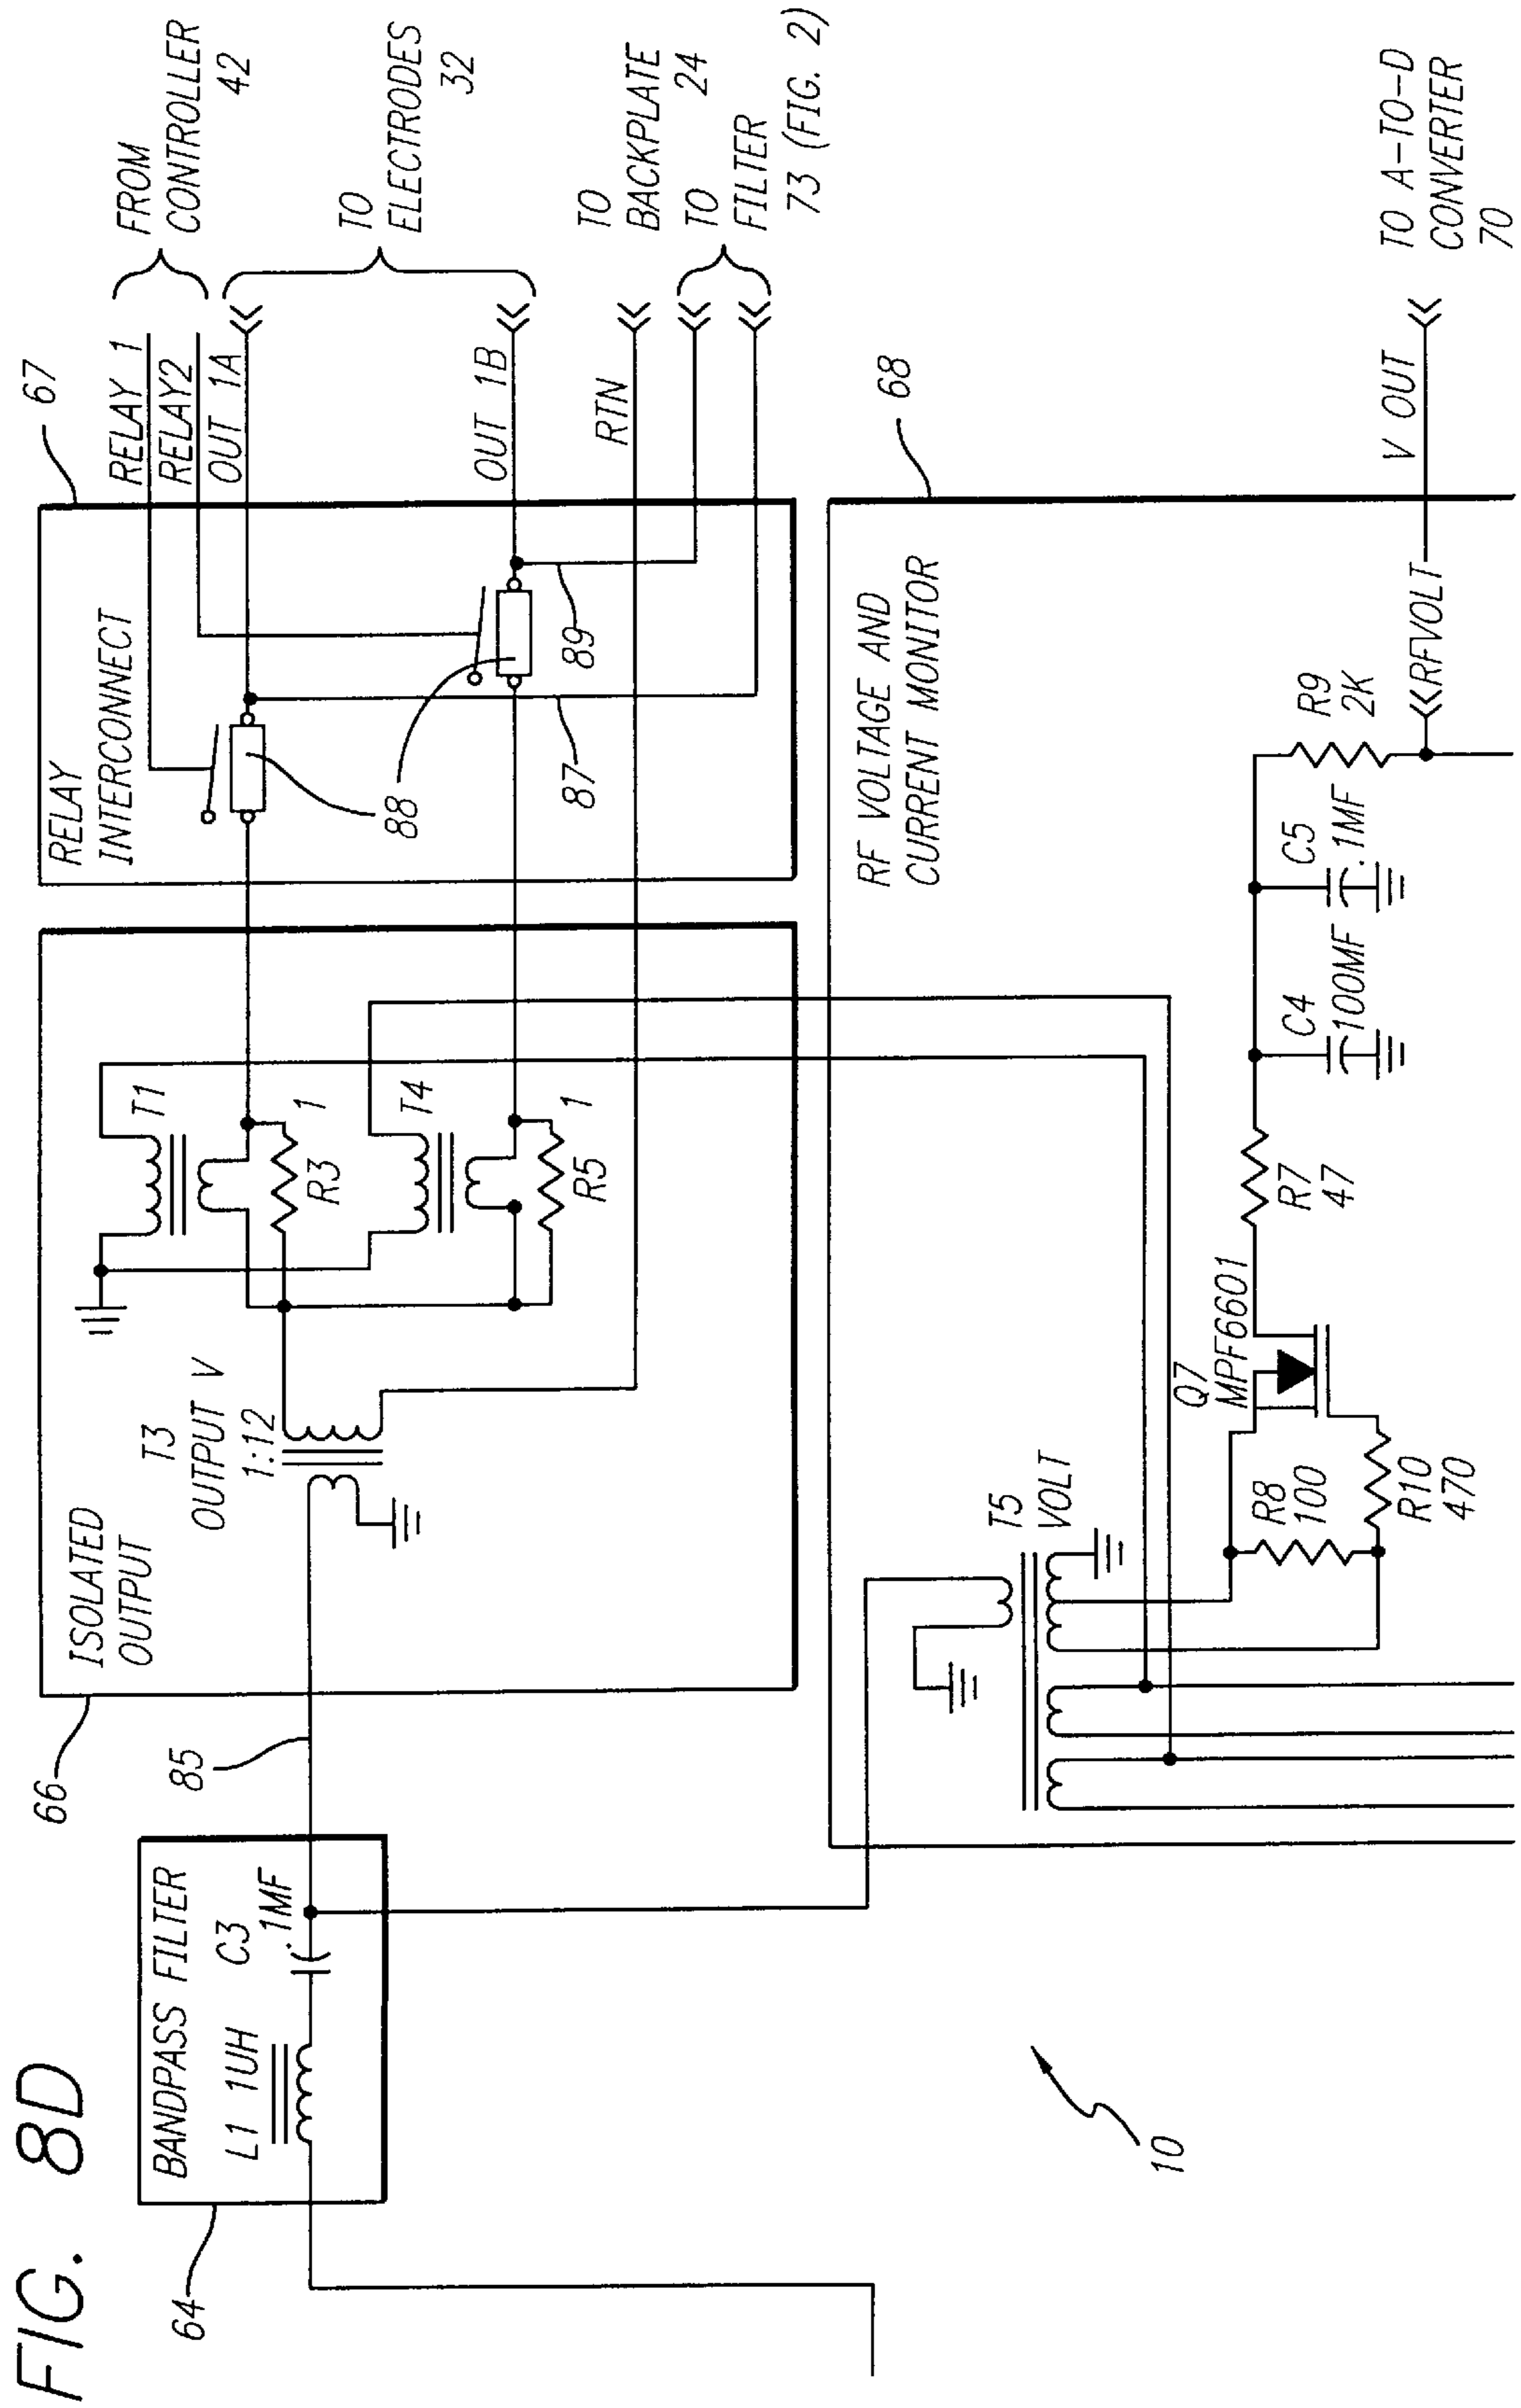 FIG. 8D
64
BANDPASS FILTER
L1 1UH
C3
.1MF
85
66
ISOLATED
OUTPUT
T3
OUTPUT V
1:12
T1
1
R3
T4
1
R5
67
RELAY
INTERCONNECT
88
87
89
RELAY 1
RELAY2
OUT 1A
OUT 1B
RTN
FROM
CONTROLLER
42
TO
ELECTRODES
32
TO
BACKPLATE
24
TO
FILTER
73 (FIG. 2)
68
RF VOLTAGE AND
CURRENT MONITOR
T5
VOLT
Q7
MPF6601
R8
100
R10
470
R7
47
C4
100MF
C5
.1MF
R9
2K
RFVOLT
V OUT
TO A-TO-D
CONVERTER
70
10